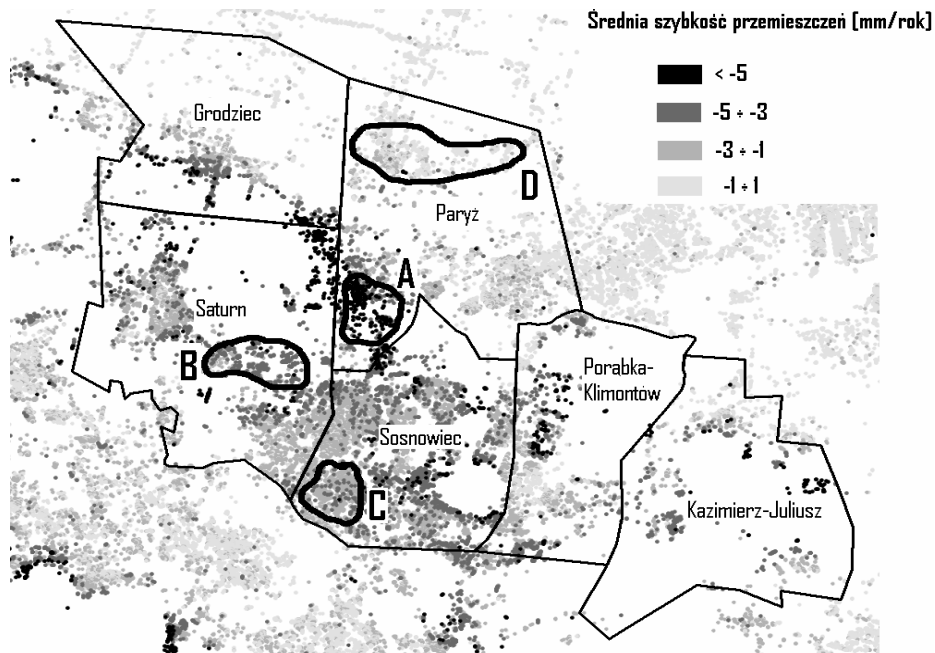 Średnia szybkość przemieszczeń [mm/rok]
< -5
-5 ÷ -3
-3 ÷ -1
-1 ÷ 1
Grodziec
D
Paryż
A
Saturn
B
Porąbka-
Klimontów
Sosnowiec
C
Kazimierz-Juliusz